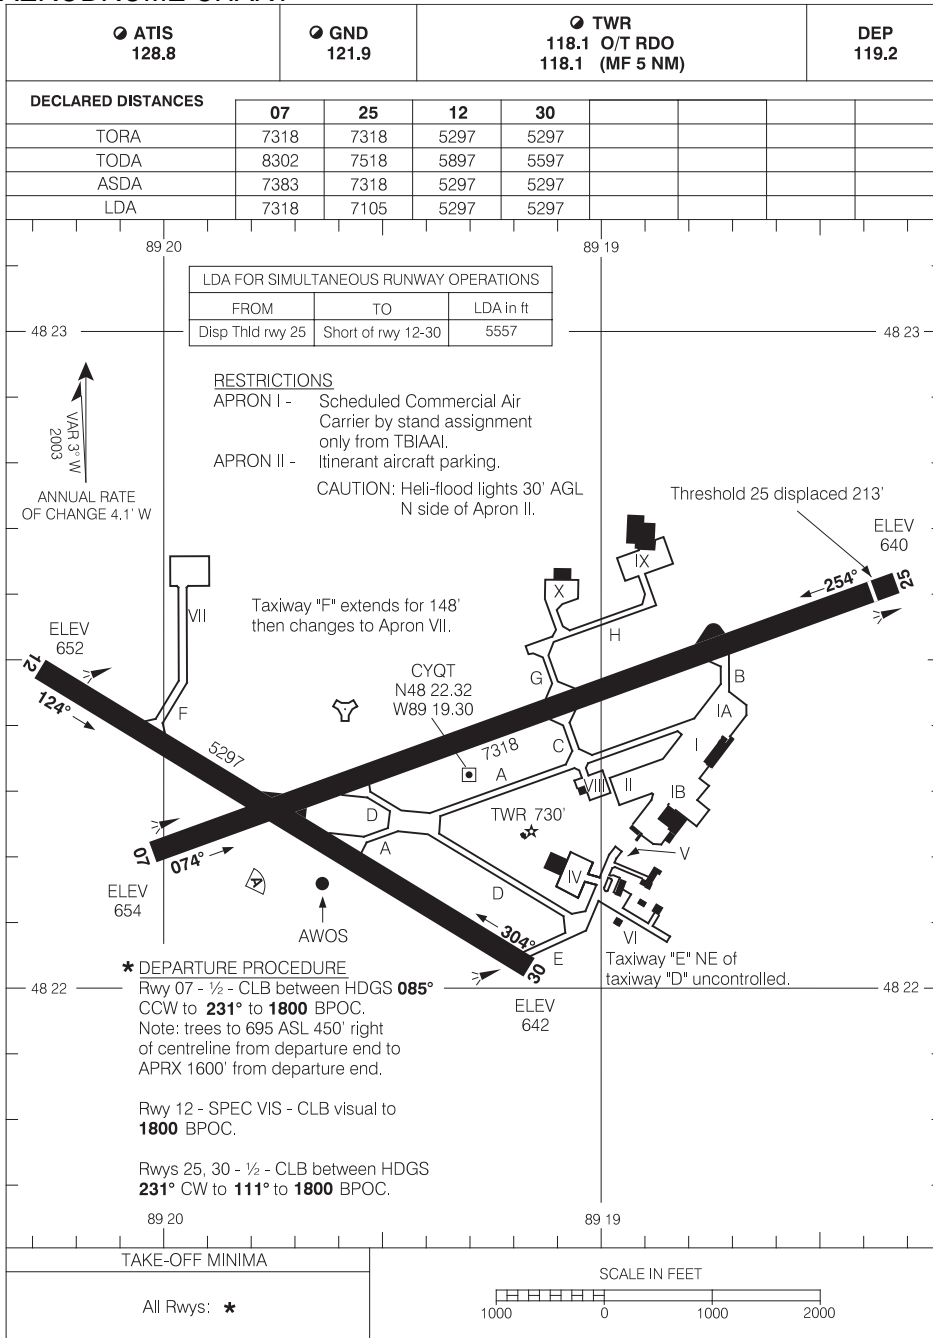 ATIS
128.8
GND
121.9
TWR
118.1 O/T RDO
118.1 (MF 5 NM)
DEP
119.2
DECLARED DISTANCES
07 25 12 30
TORA 7318 7318 5297 5297
TODA 8302 7518 5897 5597
ASDA 7383 7318 5297 5297
LDA 7318 7105 5297 5297
89 20 89 19
LDA FOR SIMULTANEOUS RUNWAY OPERATIONS
FROM TO LDA in ft
Disp Thld rwy 25 Short of rwy 12-30 5557
48 23 48 23
VAR 3° W
2003
ANNUAL RATE
OF CHANGE 4.1' W
RESTRICTIONS
APRON I - Scheduled Commercial Air
Carrier by stand assignment
only from TBIAAI.
APRON II - Itinerant aircraft parking.
CAUTION: Heli-flood lights 30' AGL
N side of Apron II.
Threshold 25 displaced 213'
ELEV
640
254°
25
IX
X
H
G
B
VII
Taxiway "F" extends for 148'
then changes to Apron VII.
ELEV
652
12
124°
F
CYQT
N48 22.32
W89 19.30
5297
7318
IA
I
C
A
VIII
II
IB
D
TWR 730'
A
V
07
074°
ELEV
654
A
AWOS
D
IV
304°
30
E
VI
Taxiway "E" NE of
taxiway "D" uncontrolled.
ELEV
642
48 22 48 22
* DEPARTURE PROCEDURE
Rwy 07 - ½ - CLB between HDGS 085°
CCW to 231° to 1800 BPOC.
Note: trees to 695 ASL 450' right
of centreline from departure end to
APRX 1600' from departure end.
Rwy 12 - SPEC VIS - CLB visual to
1800 BPOC.
Rwys 25, 30 - ½ - CLB between HDGS
231° CW to 111° to 1800 BPOC.
89 20 89 19
TAKE-OFF MINIMA
All Rwys: *
SCALE IN FEET
1000 0 1000 2000